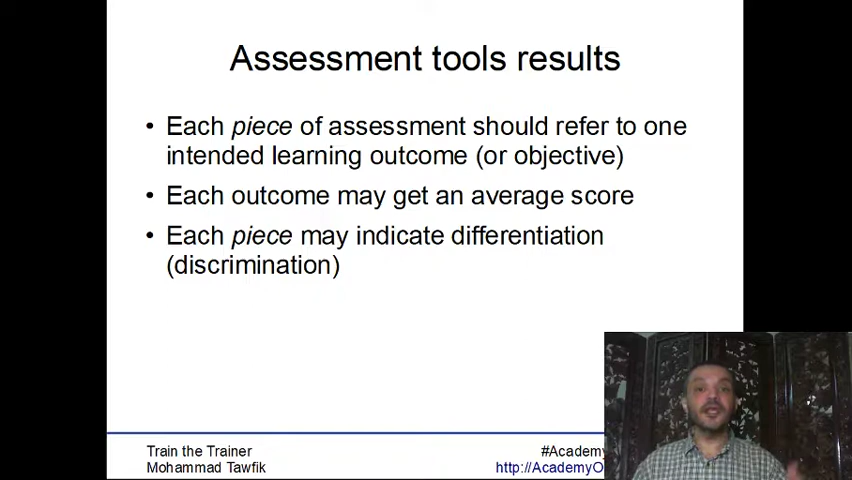 Assessment tools results
• Each piece of assessment should refer to one
intended learning outcome (or objective)
• Each outcome may get an average score
• Each piece may indicate differentiation
(discrimination)
Train the Trainer
#Academy
Mohammad Tawfik
http://AcademyO